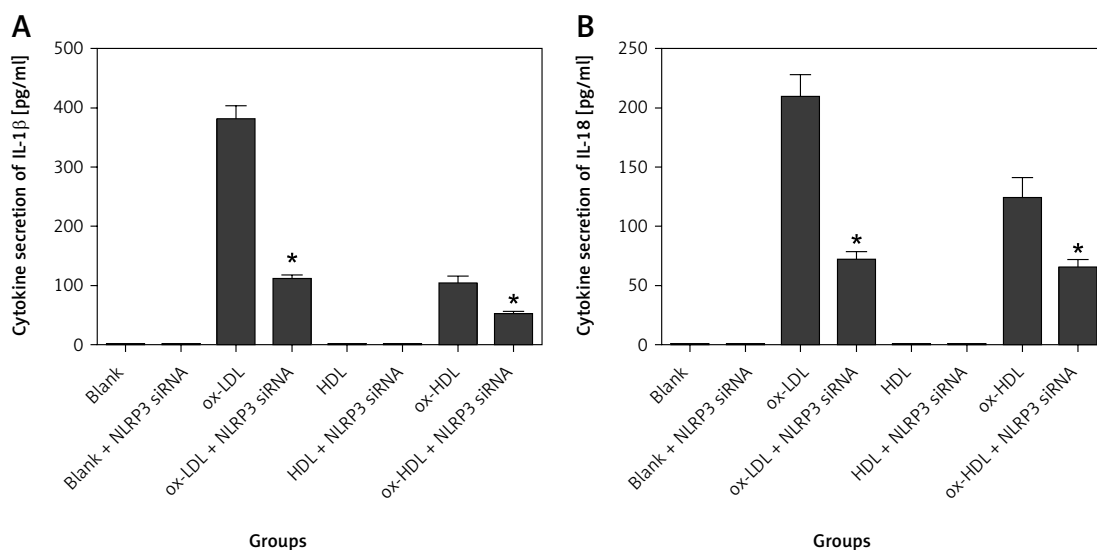 A
Cytokine secretion of IL-1β [pg/ml]
500
400
300
200
100
0
*
*
Blank
Blank + NLRP3 siRNA
ox-LDL
ox-LDL + NLRP3 siRNA
HDL
HDL + NLRP3 siRNA
ox-HDL
ox-HDL + NLRP3 siRNA
Groups
B
Cytokine secretion of IL-18 [pg/ml]
250
200
150
100
50
0
*
*
Blank
Blank + NLRP3 siRNA
ox-LDL
ox-LDL + NLRP3 siRNA
HDL
HDL + NLRP3 siRNA
ox-HDL
ox-HDL + NLRP3 siRNA
Groups